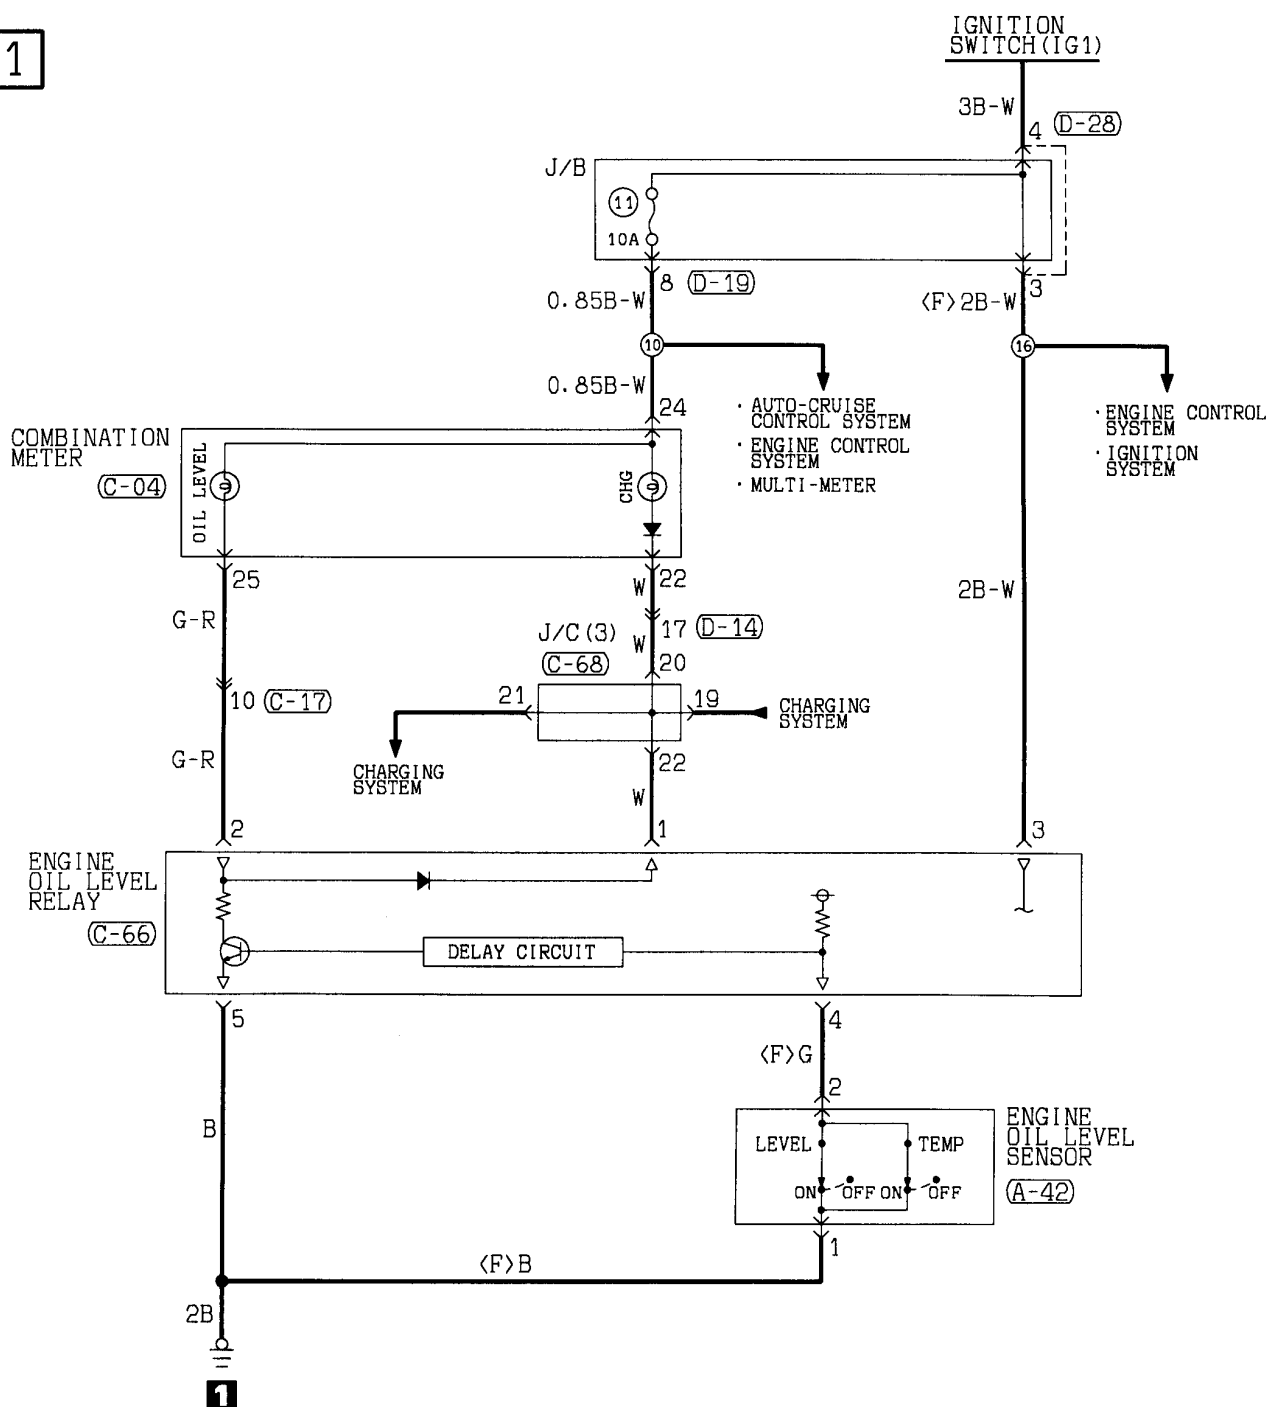 1
IGNITION
SWITCH(IG1)
3B-W
4
D-28
J/B
11
10A
8
D-19
3
0.85B-W
<F>2B-W
10
16
0.85B-W
24
· AUTO-CRUISE
CONTROL SYSTEM
· ENGINE CONTROL
SYSTEM
· MULTI-METER
· ENGINE CONTROL
SYSTEM
· IGNITION
SYSTEM
COMBINATION
METER
C-04
OIL LEVEL
CHG
25
22
W
G-R
2B-W
J/C(3)
W
17
D-14
C-68
20
10
C-17
21
19
CHARGING
SYSTEM
G-R
CHARGING
SYSTEM
22
W
2
1
3
ENGINE
OIL LEVEL
RELAY
C-66
DELAY CIRCUIT
5
4
<F>G
2
B
LEVEL
TEMP
ON
OFF
ON
OFF
ENGINE
OIL LEVEL
SENSOR
A-42
1
<F>B
2B
1